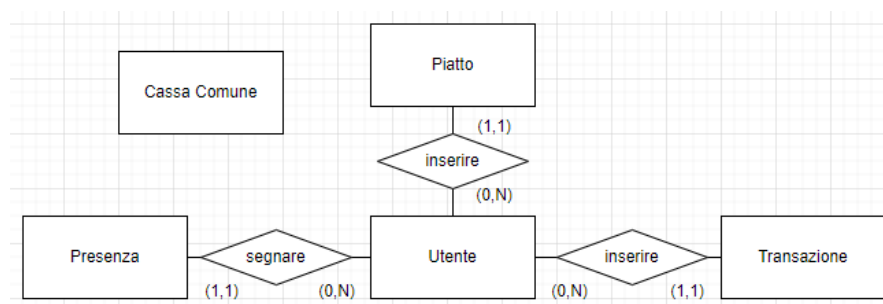 Piatto
Cassa Comune
(1,1)
inserire
(0,N)
Presenza
segnare
Utente
inserire
Transazione
(1,1)
(0,N)
(0,N)
(1,1)